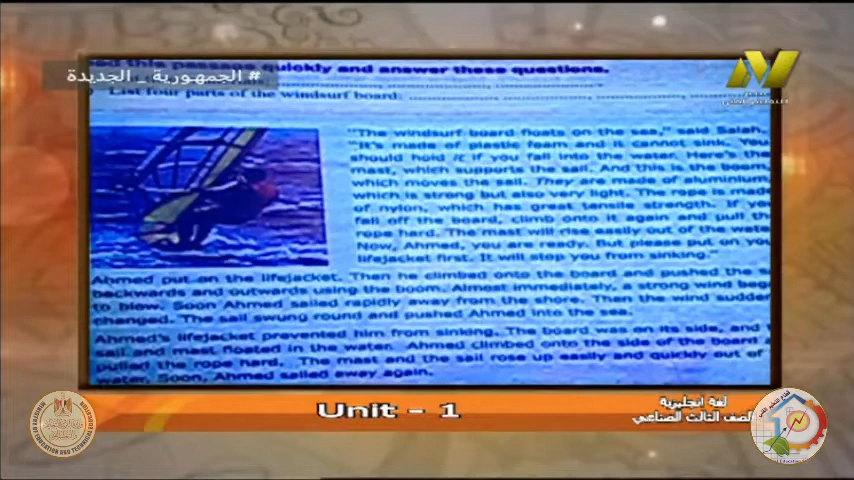 # الجمهورية _ الجديدة
ead this passage quickly and answer these questions.
List four parts of the windsurf board:
"The windsurf board floats on the sea," said Salah.
"It's made of plastic foam and it cannot sink. You
should hold it if you fall into the water. Here's the
mast, which supports the sail. And this is the boom,
which moves the sail. They are made of aluminium
which is strong but also very light. The rope is made
of nylon, which has great tensile strength. If you
fall off the board, climb onto it again and pull the
rope hard. The mast will rise easily out of the wate
Now, Ahmed, you are ready. But please put on you
lifejacket first. It will stop you from sinking."
Ahmed put on the lifejacket. Then he climbed onto the board and pushed the s
backwards and outwards using the boom. Almost immediately, a strong wind bega
to blow. Soon Ahmed sailed rapidly away from the shore. Then the wind sudden
changed. The sail swung round and pushed Ahmed into the sea.
Ahmed's lifejacket prevented him from sinking. The board was on its side, and t
sail and mast floated in the water. Ahmed climbed onto the side of the board a
pulled the rope hard. The mast and the sail rose up easily and quickly out of
water. Soon, Ahmed sailed away again.
Unit - 1
لغة انجليزية
الصف الثالث الصناعي